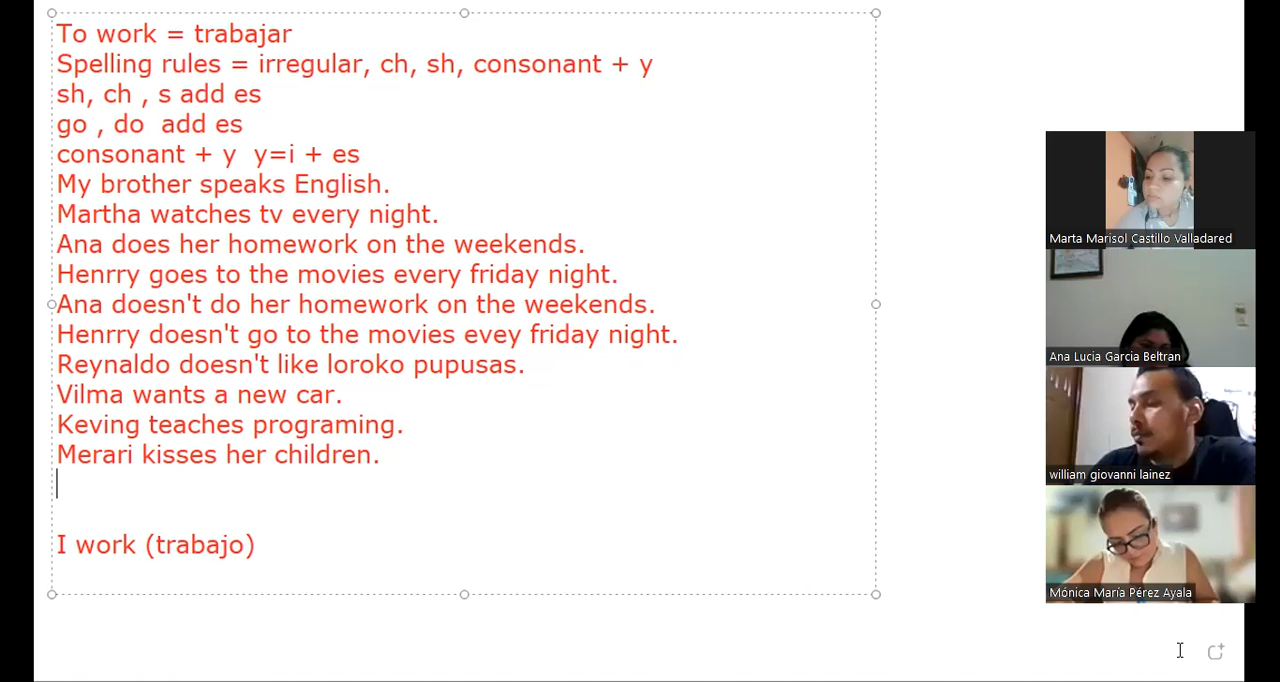 To work = trabajar
Spelling rules = irregular, ch, sh, consonant + y
sh, ch , s add es
go , do  add es
consonant + y  y=i + es
My brother speaks English.
Martha watches tv every night.
Ana does her homework on the weekends.
Henrry goes to the movies every friday night.
Ana doesn't do her homework on the weekends.
Henrry doesn't go to the movies evey friday night.
Reynaldo doesn't like loroko pupusas.
Vilma wants a new car.
Keving teaches programing.
Merari kisses her children.
I work (trabajo)
Marta Marisol Castillo Valladared
Ana Lucia Garcia Beltran
william giovanni lainez
Mónica María Pérez Ayala